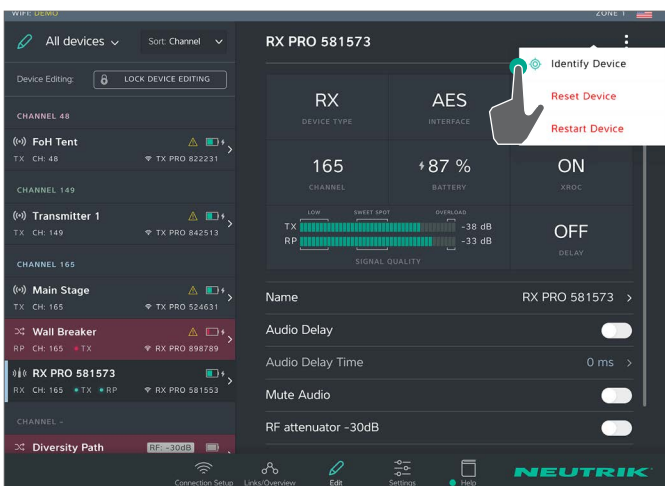 WIFI: DEMO
ZONE 1
All devices
Sort: Channel
Device Editing:
LOCK DEVICE EDITING
CHANNEL 48
FoH Tent
TX CH: 48
TX PRO 822231
CHANNEL 149
Transmitter 1
TX CH: 149
TX PRO 842513
CHANNEL 165
Main Stage
TX CH: 165
TX PRO 524631
Wall Breaker
RP CH: 165 TX
RX PRO 898789
RX PRO 581573
RX CH: 165 TX RP
RX PRO 581553
CHANNEL -
Diversity Path
RF: -30dB
RX PRO 581573
Identify Device
Reset Device
Restart Device
RX
DEVICE TYPE
AES
INTERFACE
165
CHANNEL
87 %
BATTERY
ON
XROC
LOW SWEET SPOT OVERLOAD
TX -38 dB
RP -33 dB
SIGNAL QUALITY
OFF
DELAY
Name RX PRO 581573
Audio Delay
Audio Delay Time 0 ms
Mute Audio
RF attenuator -30dB
Connection Setup
Links/Overview
Edit
Settings
Help
NEUTRIK